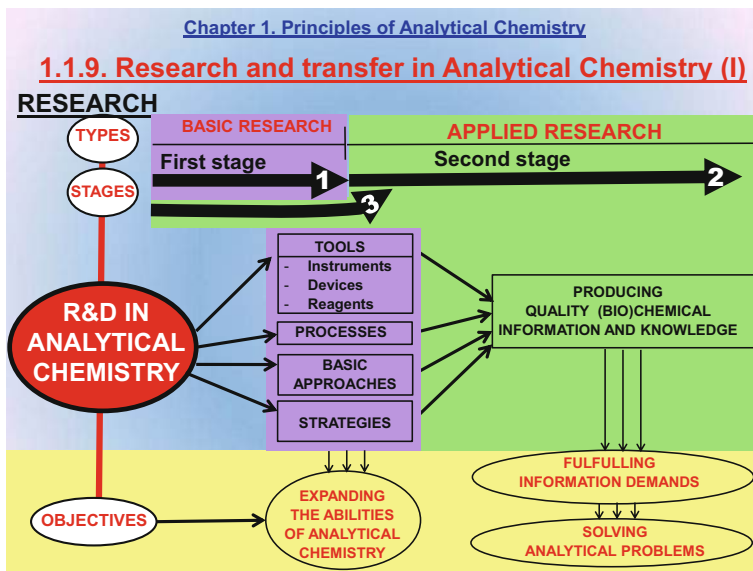 Chapter 1. Principles of Analytical Chemistry
1.1.9. Research and transfer in Analytical Chemistry (I)
RESEARCH
TYPES
BASIC RESEARCH
APPLIED RESEARCH
First stage
Second stage
1
2
STAGES
3
TOOLS
- Instruments
- Devices
- Reagents
PROCESSES
BASIC
APPROACHES
STRATEGIES
R&D IN
ANALYTICAL
CHEMISTRY
PRODUCING
QUALITY (BIO)CHEMICAL
INFORMATION AND KNOWLEDGE
OBJECTIVES
EXPANDING
THE ABILITIES
OF ANALYTICAL
CHEMISTRY
FULFULLING
INFORMATION DEMANDS
SOLVING
ANALYTICAL PROBLEMS